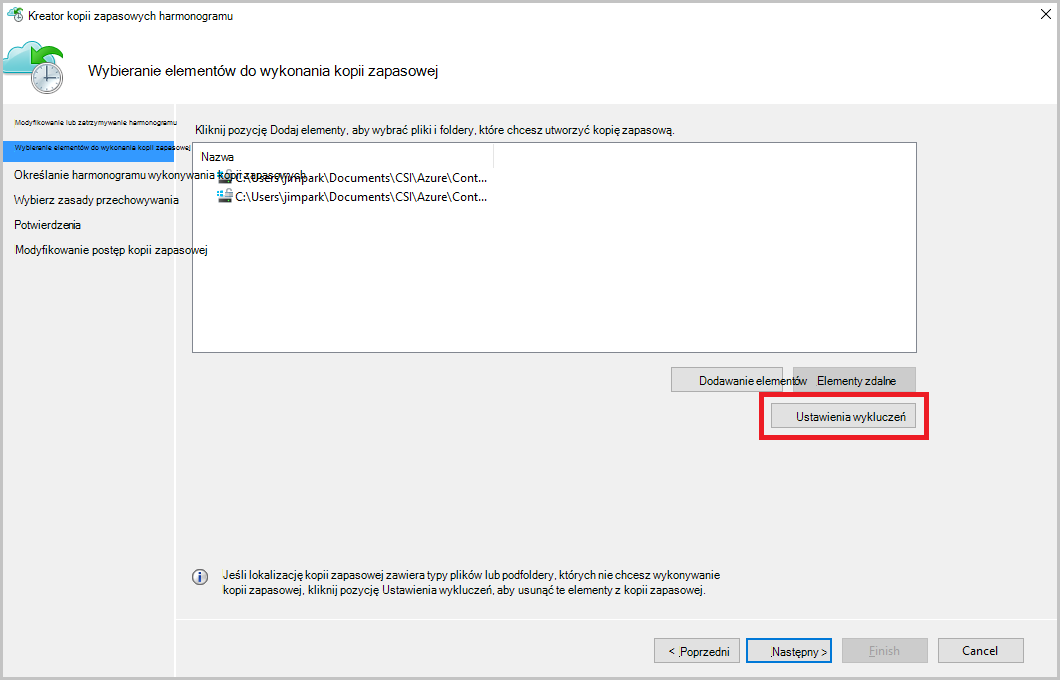 Kreator kopii zapasowych harmonogramu
Wybieranie elementów do wykonania kopii zapasowej
Modyfikowanie lub zatrzymywanie harmonogramu
Wybieranie elementów do wykonania kopii zapasowej
Określanie harmonogramu wykonywania kopii zapasowych
Wybierz zasady przechowywania
Potwierdzenia
Modyfikowanie postęp kopii zapasowej
Kliknij pozycję Dodaj elementy, aby wybrać pliki i foldery, które chcesz utworzyć kopię zapasową.
Nazwa
C:\Users\jimpark\Documents\CSI\Azure\Cont...
C:\Users\jimpark\Documents\CSI\Azure\Cont...
Dodawanie elementów
Elementy zdalne
Ustawienia wykluczeń
Jeśli lokalizację kopii zapasowej zawiera typy plików lub podfoldery, których nie chcesz wykonywanie
kopii zapasowej, kliknij pozycję Ustawienia wykluczeń, aby usunąć te elementy z kopii zapasowej.
< Poprzedni
Następny >
Finish
Cancel